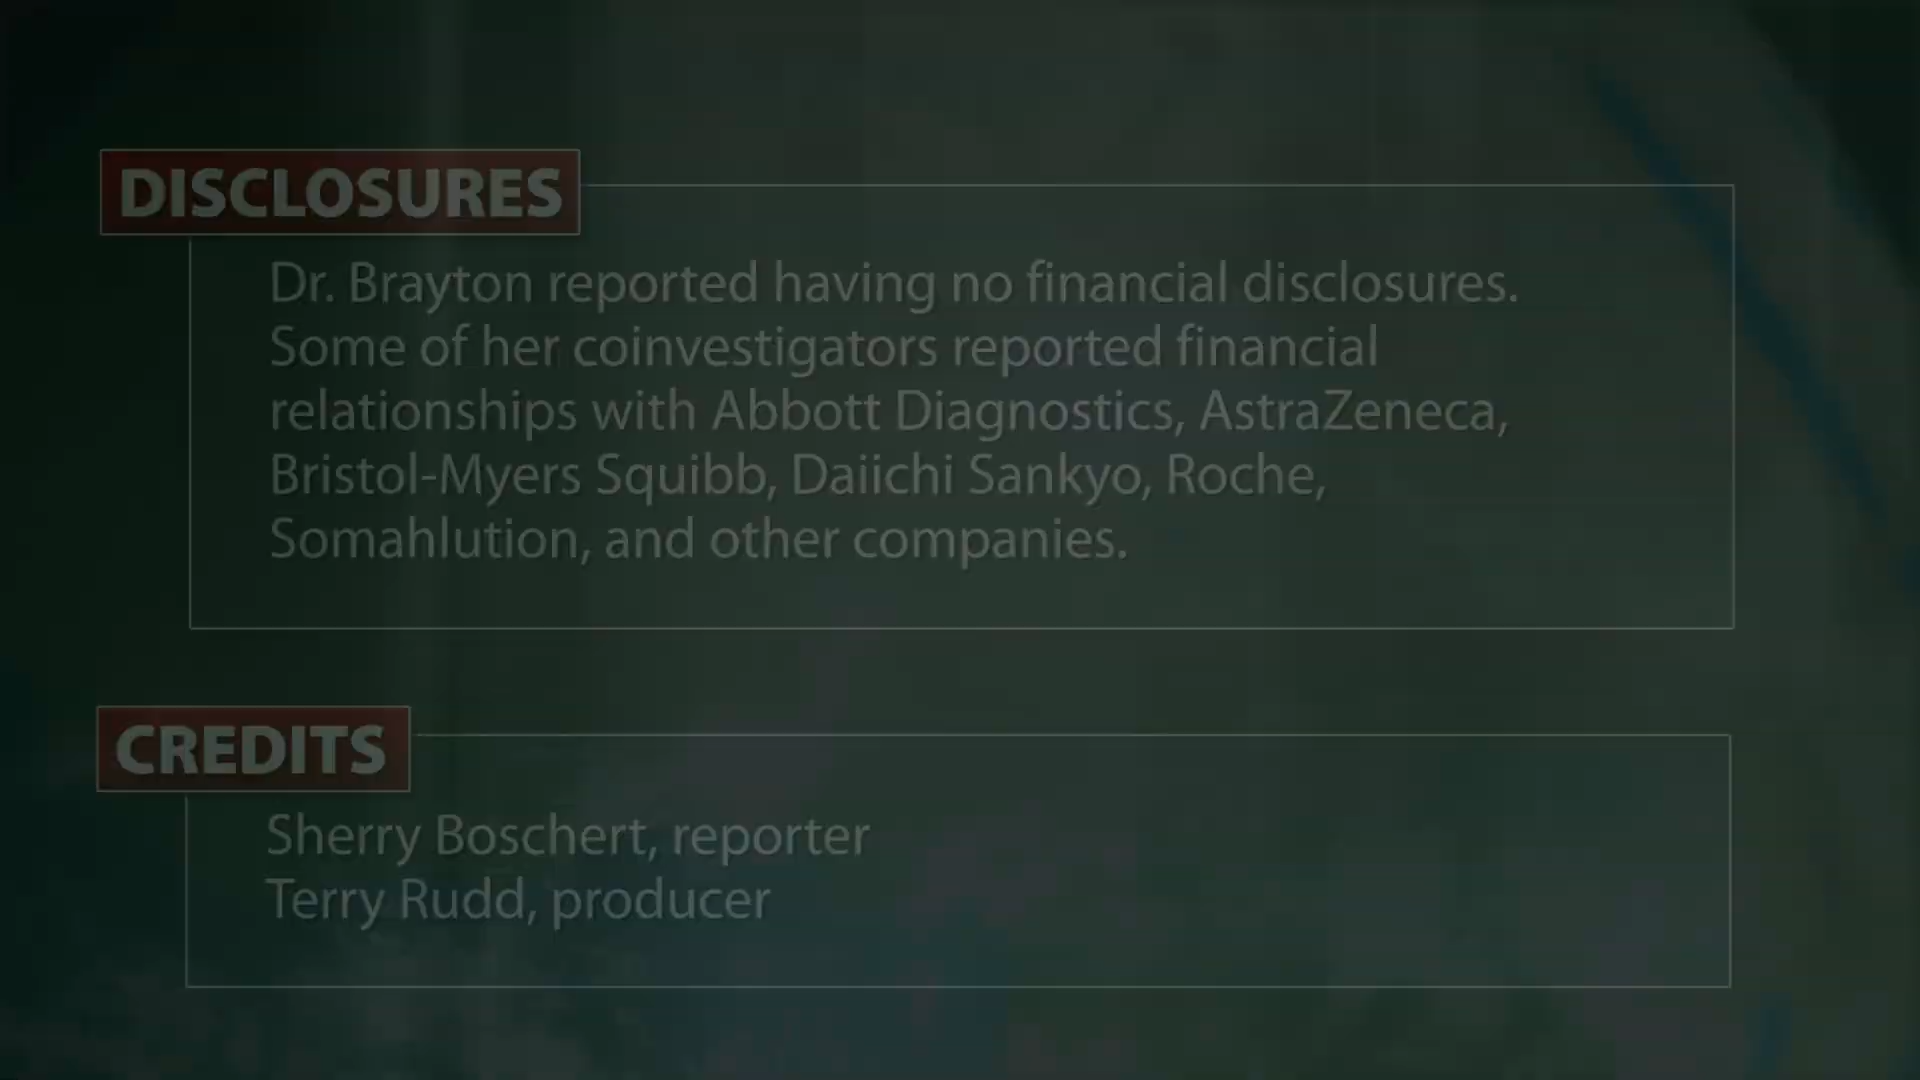 DISCLOSURES
Dr. Brayton reported having no financial disclosures.
Some of her coinvestigators reported financial
relationships with Abbott Diagnostics, AstraZeneca,
Bristol-Myers Squibb, Daiichi Sankyo, Roche,
Somahlution, and other companies.
CREDITS
Sherry Boschert, reporter
Terry Rudd, producer